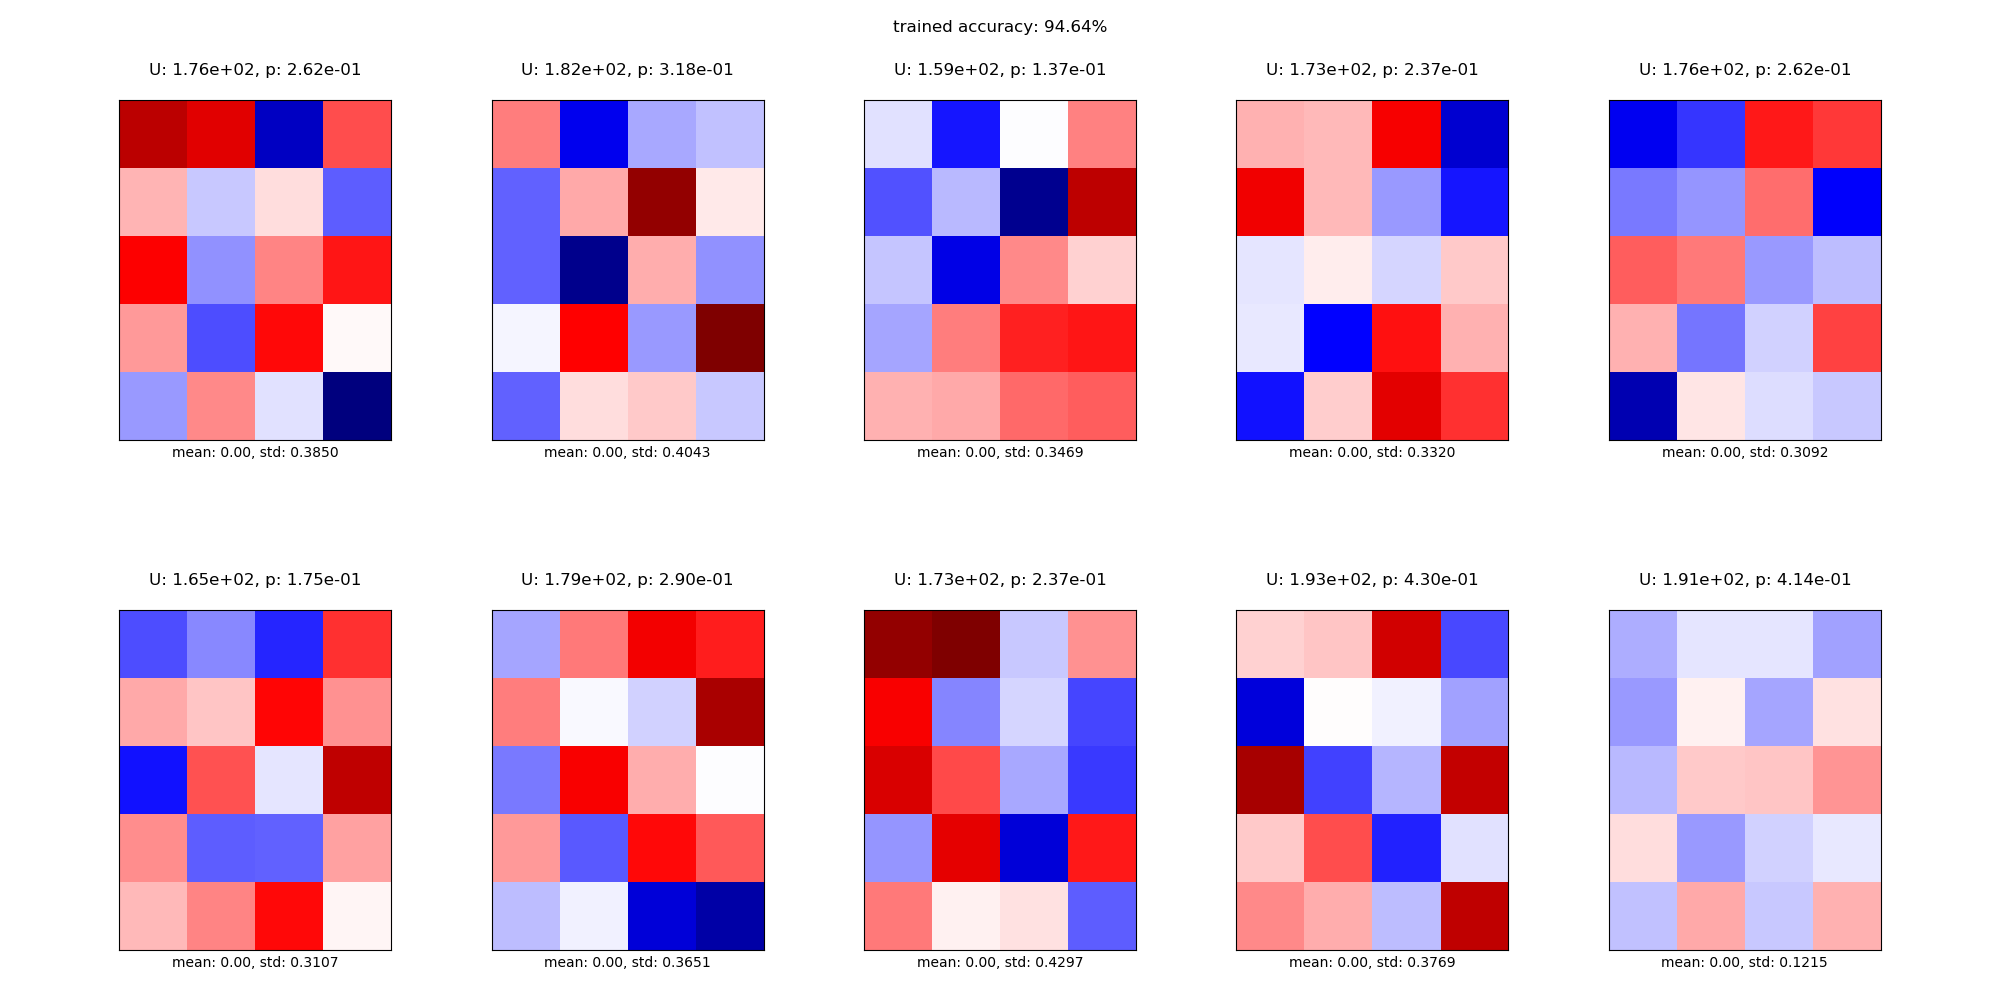 trained accuracy: 94.64%
U: 1.76e+02, p: 2.62e-01
U: 1.82e+02, p: 3.18e-01
U: 1.59e+02, p: 1.37e-01
U: 1.73e+02, p: 2.37e-01
U: 1.76e+02, p: 2.62e-01
mean: 0.00, std: 0.3850
mean: 0.00, std: 0.4043
mean: 0.00, std: 0.3469
mean: 0.00, std: 0.3320
mean: 0.00, std: 0.3092
U: 1.65e+02, p: 1.75e-01
U: 1.79e+02, p: 2.90e-01
U: 1.73e+02, p: 2.37e-01
U: 1.93e+02, p: 4.30e-01
U: 1.91e+02, p: 4.14e-01
mean: 0.00, std: 0.3107
mean: 0.00, std: 0.3651
mean: 0.00, std: 0.4297
mean: 0.00, std: 0.3769
mean: 0.00, std: 0.1215